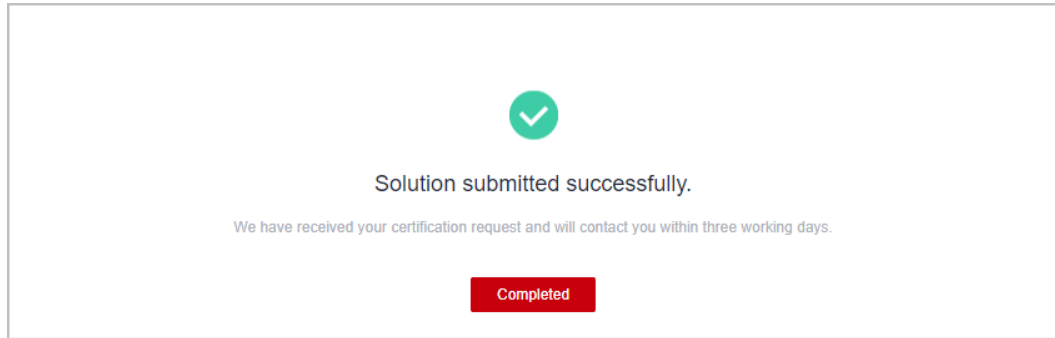 Solution submitted successfully.
We have received your certification request and will contact you within three working days.
Completed